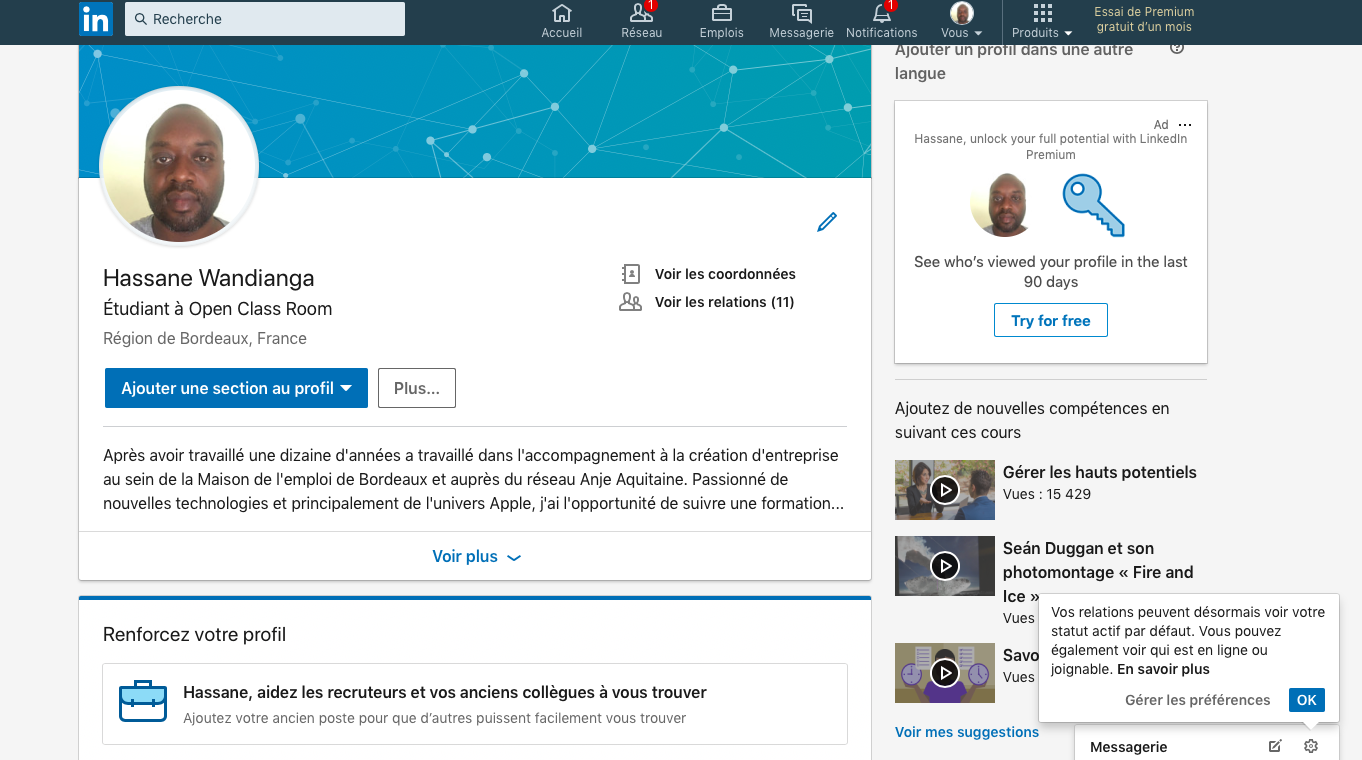 in
Recherche
Accueil
1
Réseau
Emplois
Messagerie
1
Notifications
Vous
Produits
Essai de Premium
gratuit d’un mois
Hassane Wandianga
Étudiant à Open Class Room
Région de Bordeaux, France
Voir les coordonnées
Voir les relations (11)
Ajouter une section au profil
Plus...
Après avoir travaillé une dizaine d'années a travaillé dans l'accompagnement à la création d'entreprise
au sein de la Maison de l'emploi de Bordeaux et auprès du réseau Anje Aquitaine. Passionné de
nouvelles technologies et principalement de l'univers Apple, j'ai l'opportunité de suivre une formation...
Voir plus
Renforcez votre profil
Hassane, aidez les recruteurs et vos anciens collègues à vous trouver
Ajoutez votre ancien poste pour que d’autres puissent facilement vous trouver
Ajouter un profil dans une autre
langue
?
Ad ...
Hassane, unlock your full potential with LinkedIn
Premium
See who’s viewed your profile in the last
90 days
Try for free
Ajoutez de nouvelles compétences en
suivant ces cours
Gérer les hauts potentiels
Vues : 15 429
Seán Duggan et son
photomontage « Fire and
Ice »
Vues
Savo
Vues
Voir mes suggestions
Vos relations peuvent désormais voir votre
statut actif par défaut. Vous pouvez
également voir qui est en ligne ou
joignable. En savoir plus
Gérer les préférences
OK
Messagerie